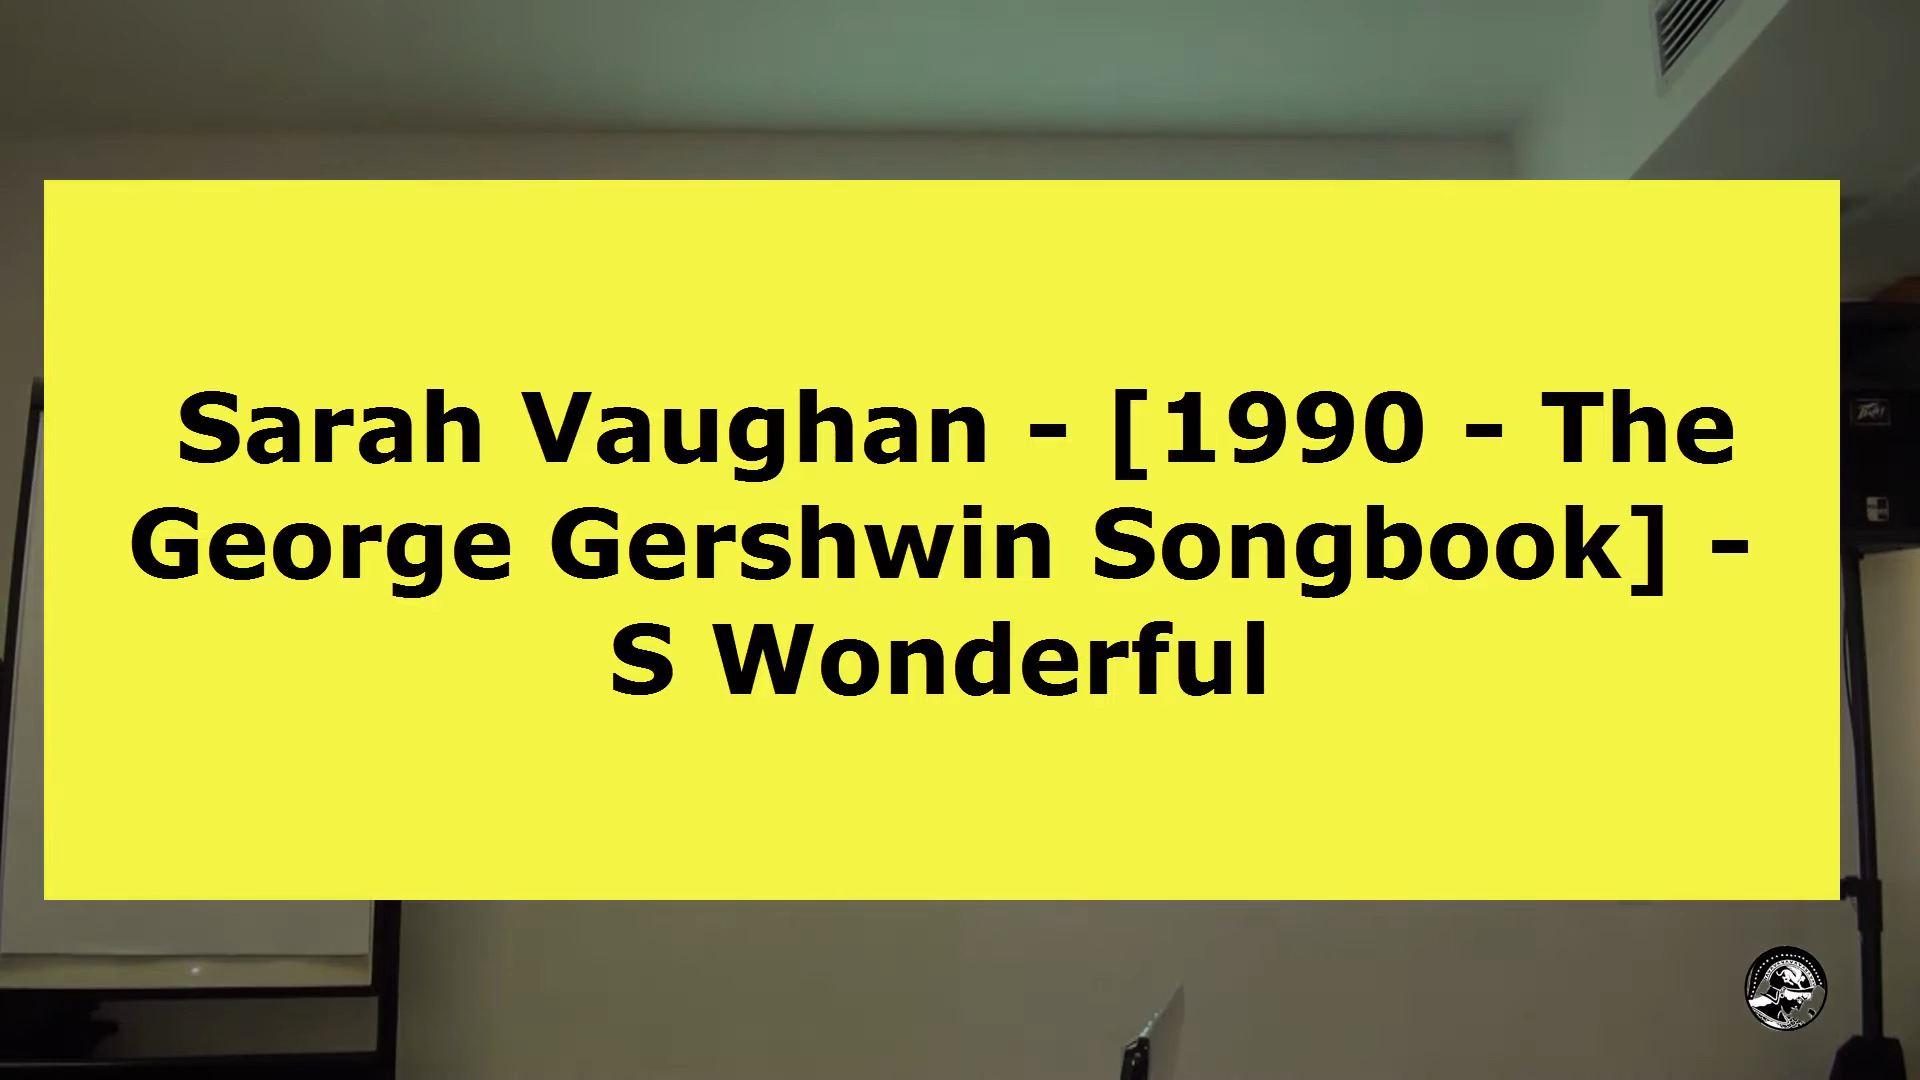 Sarah Vaughan - [1990 - The
George Gershwin Songbook] -
S Wonderful